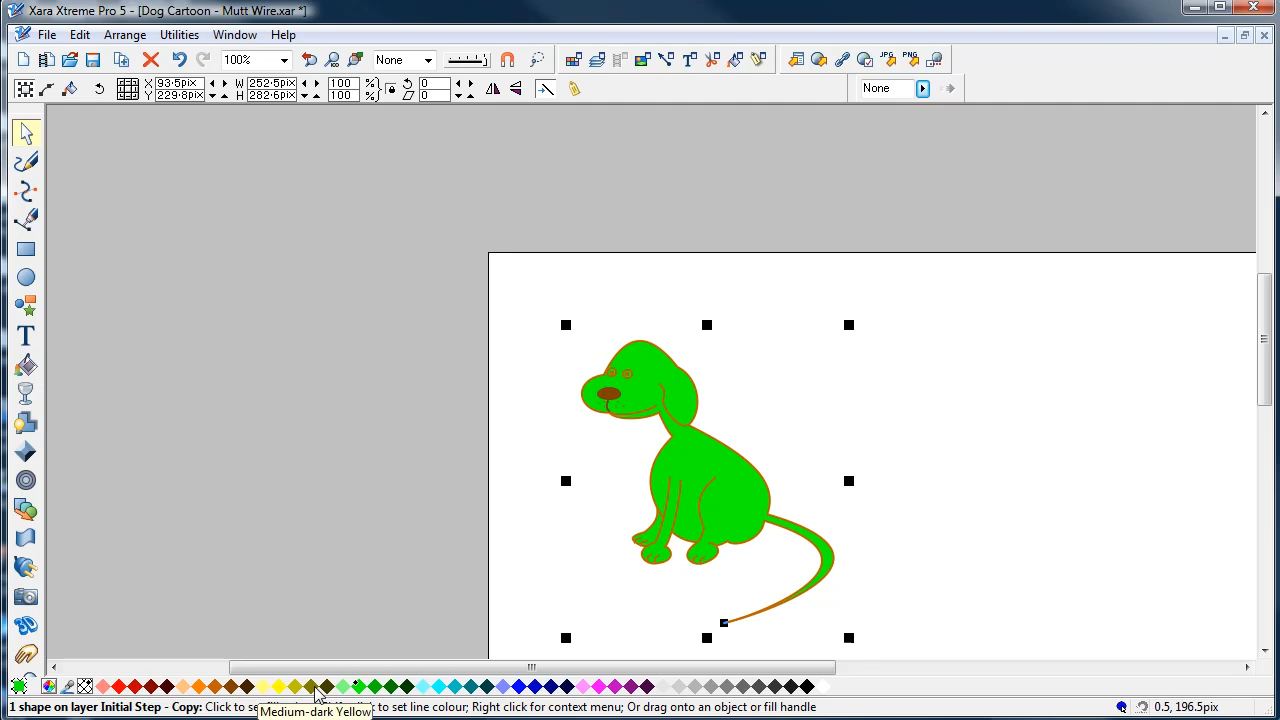 Xara Xtreme Pro 5 - [Dog Cartoon - Mutt Wire.xar *]
File Edit Arrange Utilities Window Help
100% None JPG PNG
X 93·5pix W 252·5pix 100 % 0 None
Y 229·8pix H 282·6pix 100 0
T
3D
1 shape on layer Initial Step - Copy: Click to se to set line colour; Right click for context menu; Or drag onto an object or fill handle 0.5, 196.5pix
Medium-dark Yellow